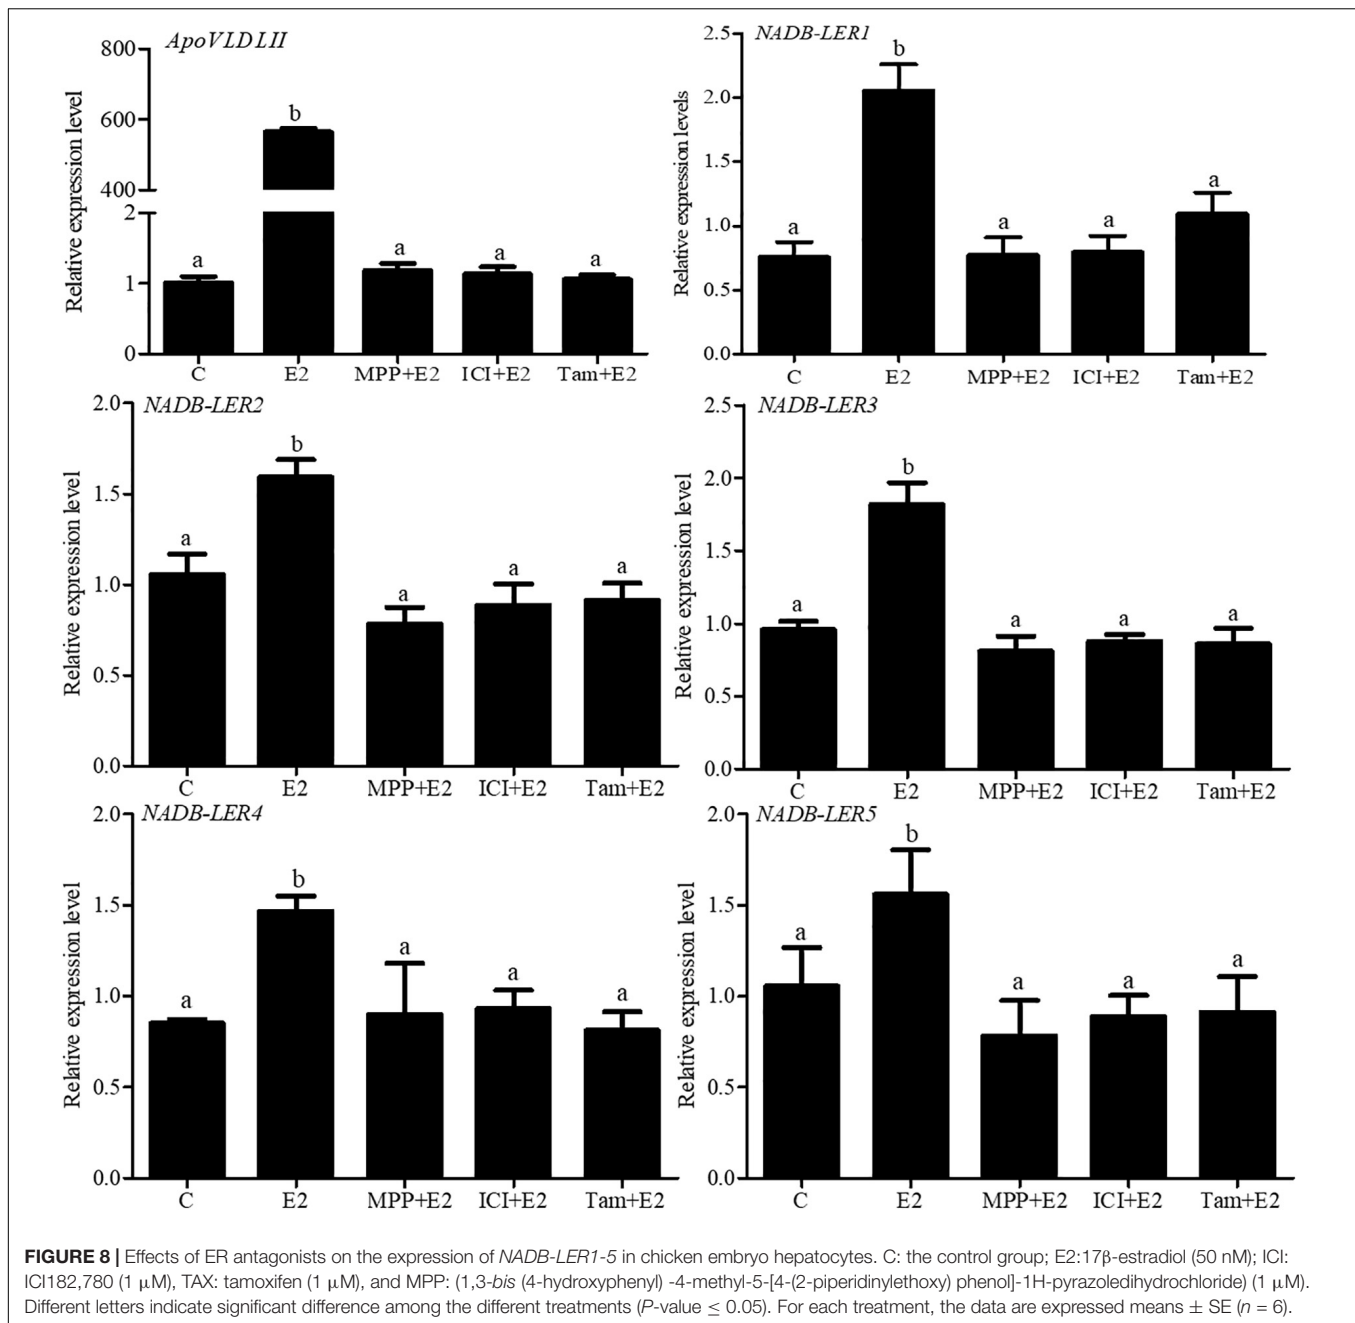 ApoVLDLII
Relative expression level
800
600
400
2
1
0
a
b
a
a
a
C
E2
MPP+E2
ICI+E2
Tam+E2
NADB-LER1
Relative expression levels
2.5
2.0
1.5
1.0
0.5
0.0
a
b
a
a
a
C
E2
MPP+E2
ICI+E2
Tam+E2
NADB-LER2
Relative expression level
2.0
1.5
1.0
0.5
0.0
a
b
a
a
a
C
E2
MPP+E2
ICI+E2
Tam+E2
NADB-LER3
Relative expression level
2.5
2.0
1.5
1.0
0.5
0.0
a
b
a
a
a
C
E2
MPP+E2
ICI+E2
Tam+E2
NADB-LER4
Relative expression level
2.0
1.5
1.0
0.5
0.0
a
b
a
a
a
C
E2
MPP+E2
ICI+E2
Tam+E2
NADB-LER5
Relative expression level
2.0
1.5
1.0
0.5
0.0
a
b
a
a
a
C
E2
MPP+E2
ICI+E2
Tam+E2
FIGURE 8 | Effects of ER antagonists on the expression of NADB-LER1-5 in chicken embryo hepatocytes. C: the control group; E2:17β-estradiol (50 nM); ICI:
ICI182,780 (1 μM), TAX: tamoxifen (1 μM), and MPP: (1,3-bis (4-hydroxyphenyl) -4-methyl-5-[4-(2-piperidinylethoxy) phenol]-1H-pyrazoledihydrochloride) (1 μM).
Different letters indicate significant difference among the different treatments (P-value ≤ 0.05). For each treatment, the data are expressed means ± SE (n = 6).